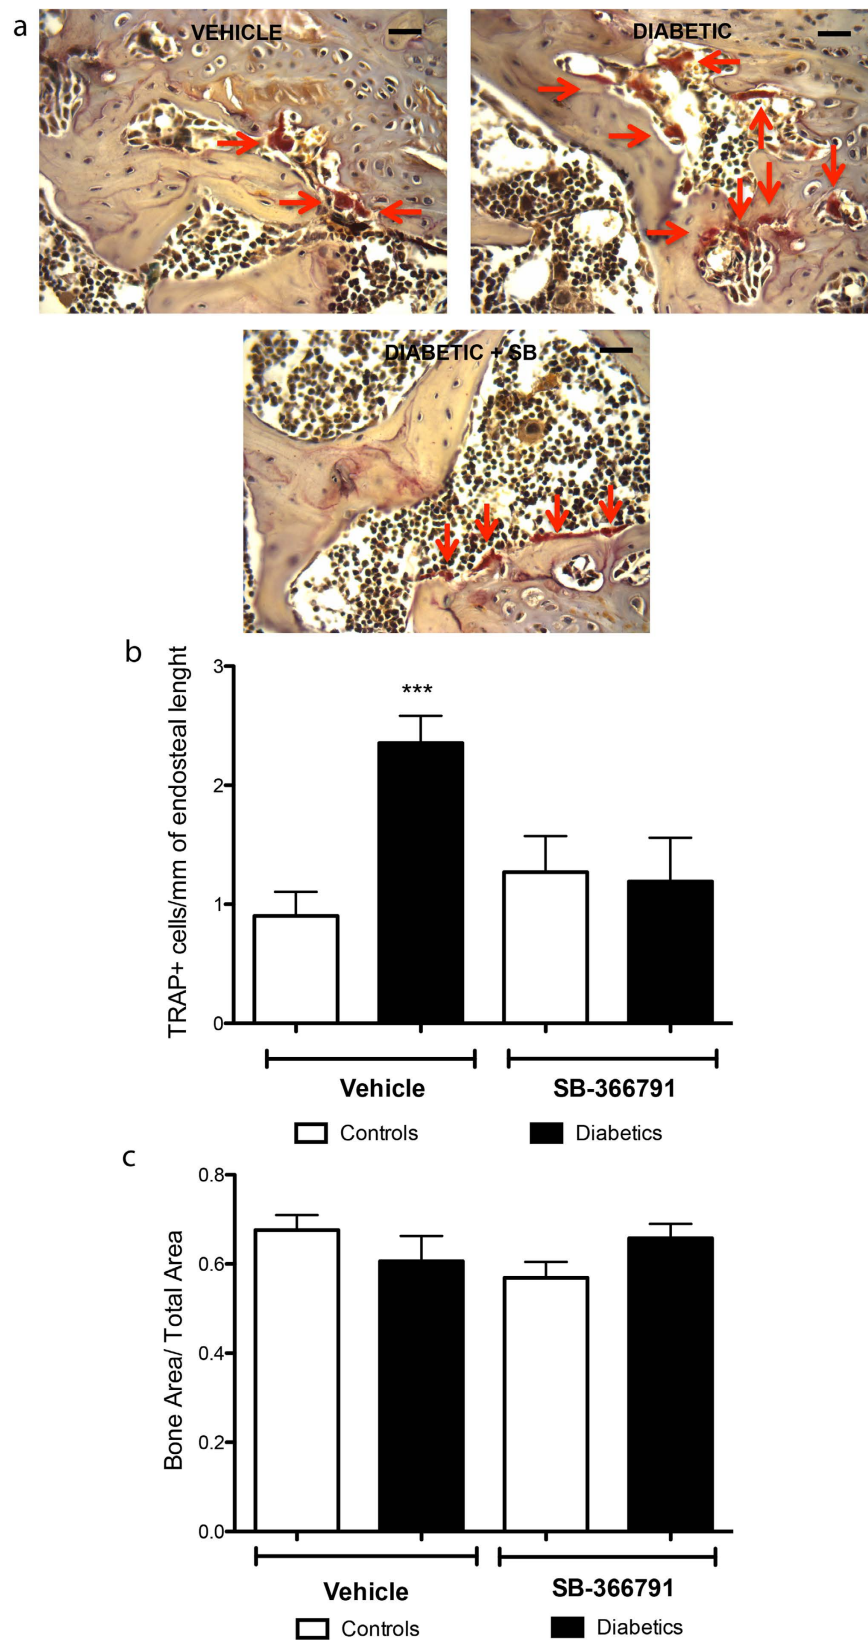 a
VEHICLE
DIABETIC
DIABETIC + SB
b
TRAP+ cells/mm of endosteal lenght
3
2
1
0
***
Vehicle
SB-366791
Controls
Diabetics
c
Bone Area/ Total Area
0.8
0.6
0.4
0.2
0.0
Vehicle
SB-366791
Controls
Diabetics